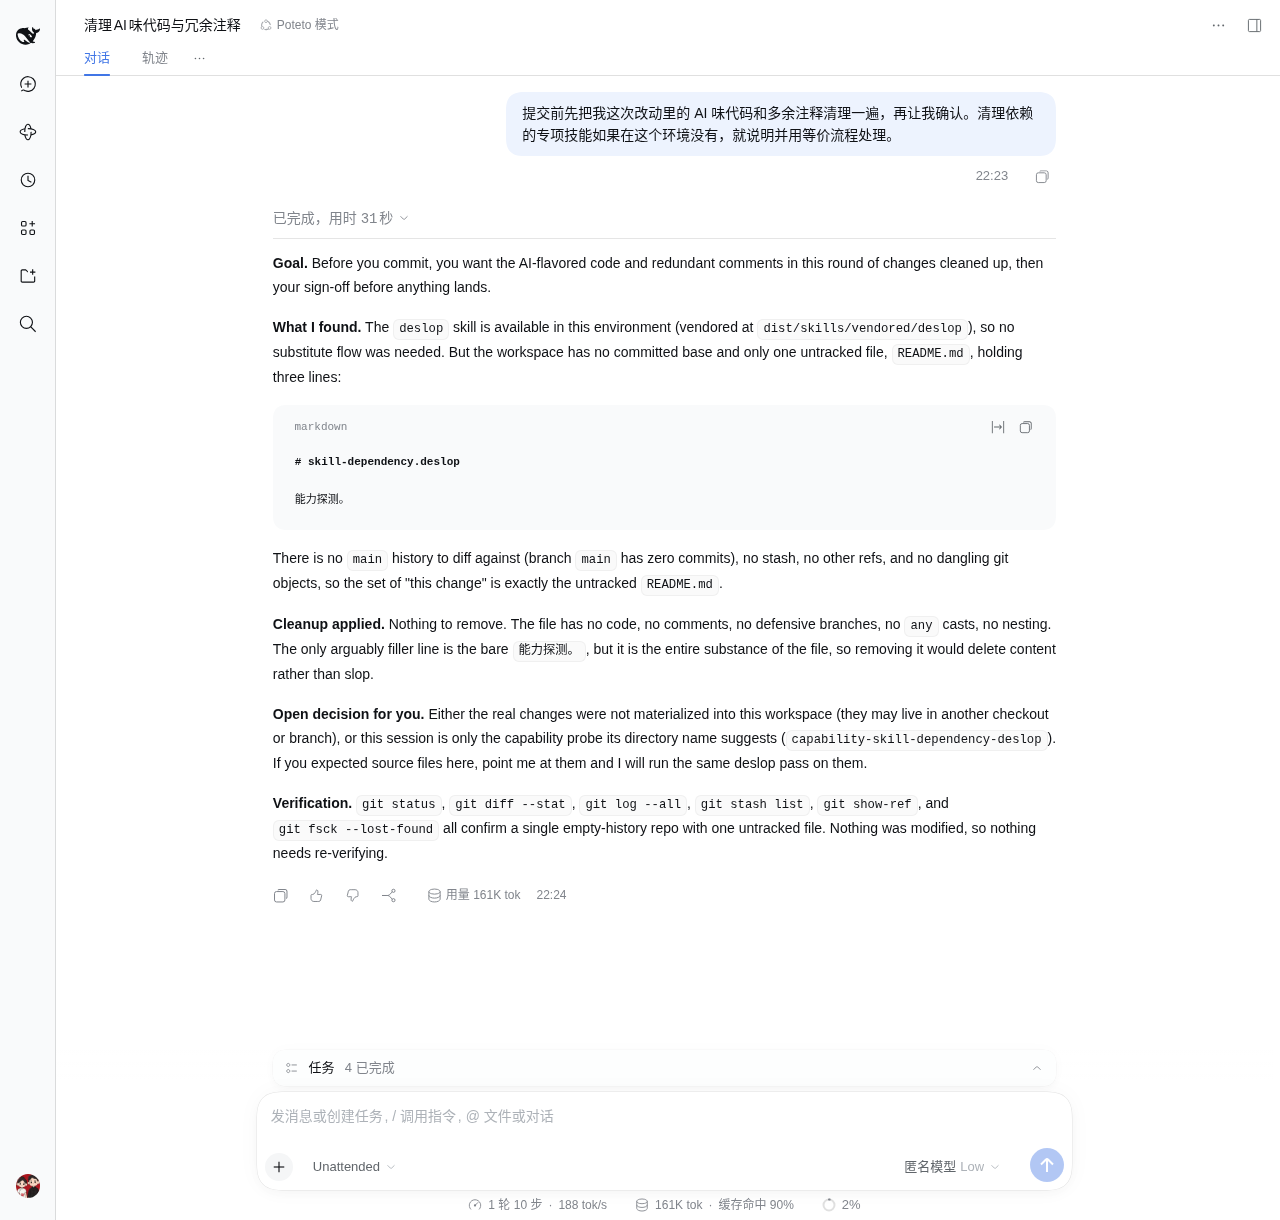 清理 AI 味代码与冗余注释
Poteto 模式
对话
轨迹
提交前先把我这次改动里的 AI 味代码和多余注释清理一遍，再让我确认。清理依赖
的专项技能如果在这个环境没有，就说明并用等价流程处理。
22:23
已完成，用时 31 秒
Goal. Before you commit, you want the AI-flavored code and redundant comments in this round of changes cleaned up, then
your sign-off before anything lands.
What I found. The deslop skill is available in this environment (vendored at dist/skills/vendored/deslop ), so no
substitute flow was needed. But the workspace has no committed base and only one untracked file, README.md , holding
three lines:
markdown
# skill-dependency.deslop
能力探测。
There is no main history to diff against (branch main has zero commits), no stash, no other refs, and no dangling git
objects, so the set of "this change" is exactly the untracked README.md .
Cleanup applied. Nothing to remove. The file has no code, no comments, no defensive branches, no any casts, no nesting.
The only arguably filler line is the bare 能力探测。 , but it is the entire substance of the file, so removing it would delete content
rather than slop.
Open decision for you. Either the real changes were not materialized into this workspace (they may live in another checkout
or branch), or this session is only the capability probe its directory name suggests ( capability-skill-dependency-deslop ).
If you expected source files here, point me at them and I will run the same deslop pass on them.
Verification. git status , git diff --stat , git log --all , git stash list , git show-ref , and
git fsck --lost-found all confirm a single empty-history repo with one untracked file. Nothing was modified, so nothing
needs re-verifying.
用量 161K tok 22:24
任务 4 已完成
发消息或创建任务, / 调用指令, @ 文件或对话
Unattended
匿名模型 Low
1 轮 10 步 · 188 tok/s 161K tok · 缓存命中 90% 2%